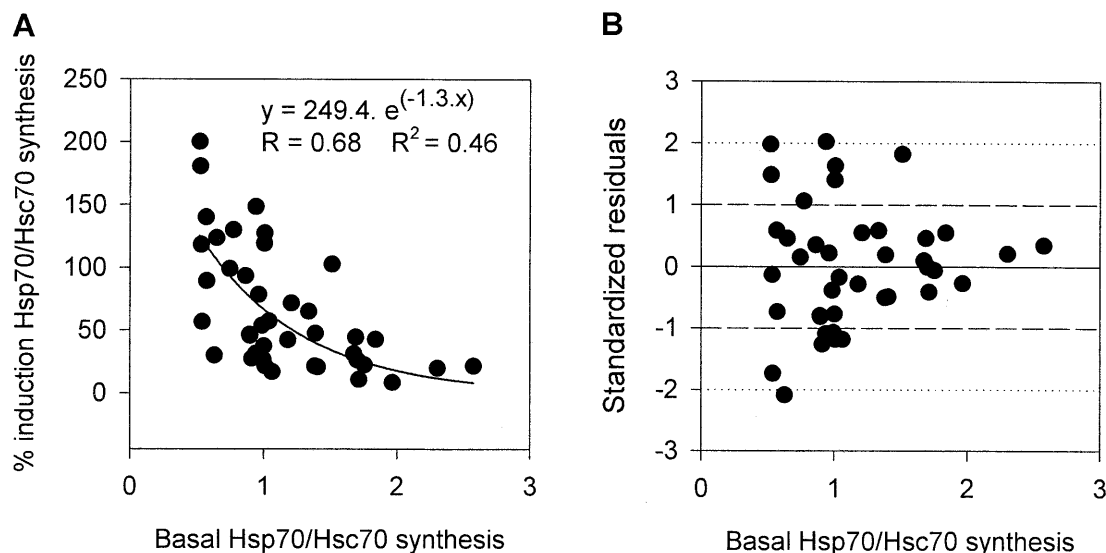 A
% induction Hsp70/Hsc70 synthesis
250
200
150
100
50
0
y = 249.4. e(-1.3.x)
R = 0.68 R2 = 0.46
0 1 2 3
Basal Hsp70/Hsc70 synthesis
B
Standardized residuals
3
2
1
0
-1
-2
-3
0 1 2 3
Basal Hsp70/Hsc70 synthesis